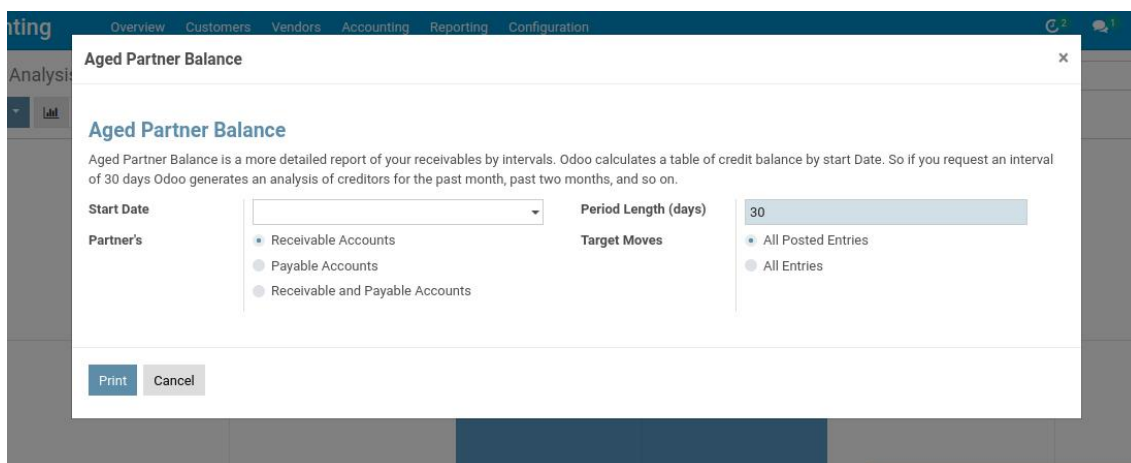 nting Overview Customers Vendors Accounting Reporting Configuration 2 1
Aged Partner Balance ×
Analysis
Aged Partner Balance
Aged Partner Balance is a more detailed report of your receivables by intervals. Odoo calculates a table of credit balance by start Date. So if you request an interval
of 30 days Odoo generates an analysis of creditors for the past month, past two months, and so on.
Start Date Period Length (days) 30
Partner's Receivable Accounts Target Moves All Posted Entries
Payable Accounts All Entries
Receivable and Payable Accounts
Print Cancel